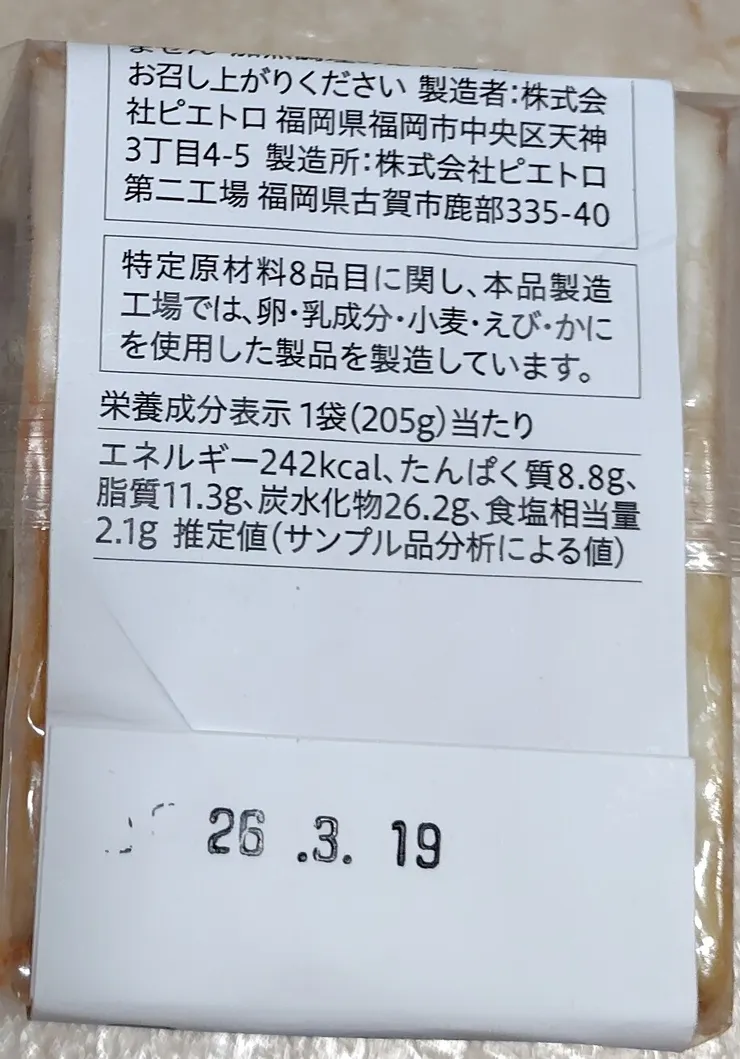 お召し上がりください 製造者:株式会
社ピエトロ 福岡県福岡市中央区天神
3丁目4-5 製造所:株式会社ピエトロ
第二工場 福岡県古賀市鹿部335-40
特定原材料8品目に関し、本品製造
工場では、卵・乳成分・小麦・えび・かに
を使用した製品を製造しています。
栄養成分表示 1袋(205g)当たり
エネルギー242kcal、たんぱく質8.8g、
脂質11.3g、炭水化物26.2g、食塩相当量
2.1g 推定値(サンプル品分析による値)
26.3.19